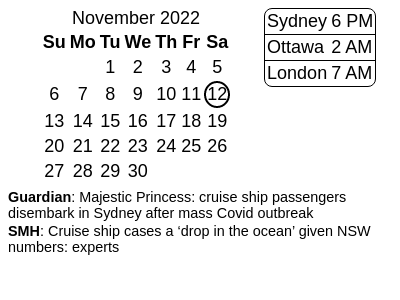 November 2022
Su Mo Tu We Th Fr Sa
1 2 3 4 5
6 7 8 9 10 11 12
13 14 15 16 17 18 19
20 21 22 23 24 25 26
27 28 29 30
Sydney 6 PM
Ottawa 2 AM
London 7 AM
Guardian: Majestic Princess: cruise ship passengers
disembark in Sydney after mass Covid outbreak
SMH: Cruise ship cases a ‘drop in the ocean’ given NSW
numbers: experts